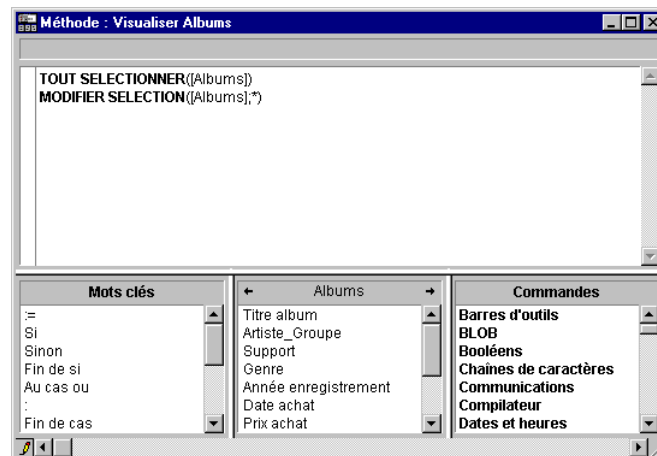 Méthode : Visualiser Albums
TOUT SELECTIONNER([Albums])
MODIFIER SELECTION([Albums];*)
Mots clés
:=
Si
Sinon
Fin de si
Au cas ou
:
Fin de cas
Albums
Titre album
Artiste_Groupe
Support
Genre
Année enregistrement
Date achat
Prix achat
Commandes
Barres d'outils
BLOB
Booléens
Chaînes de caractères
Communications
Compilateur
Dates et heures